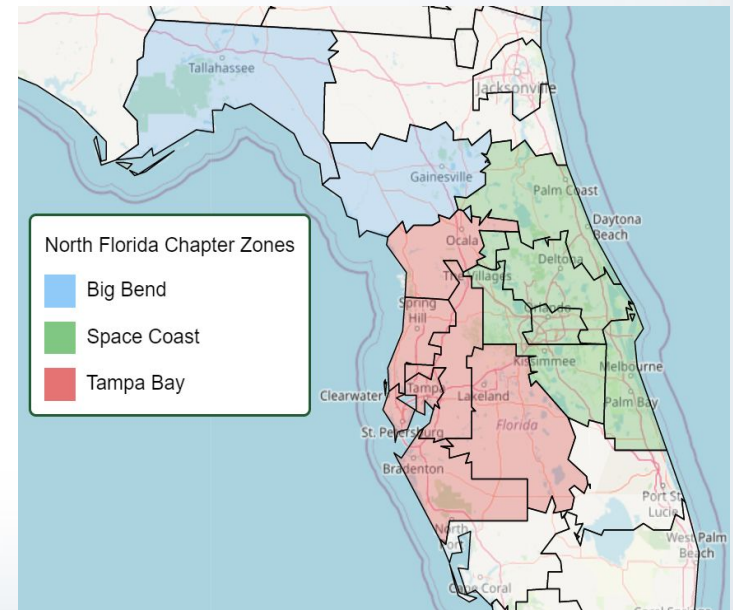 Tallahassee
Jacksonville
Gainesville
Palm Coast
Daytona
Beach
North Florida Chapter Zones
Big Bend
Space Coast
Tampa Bay
Ocala
Deltona
The Villages
Spring
Hill
Orlando
Kissimmee
Melbourne
Clearwater
Tampa
Lakeland
Palm Bay
St. Petersburg
Florida
Bradenton
Port St.
Lucie
North
Port
West Palm
Beach
Cape Coral